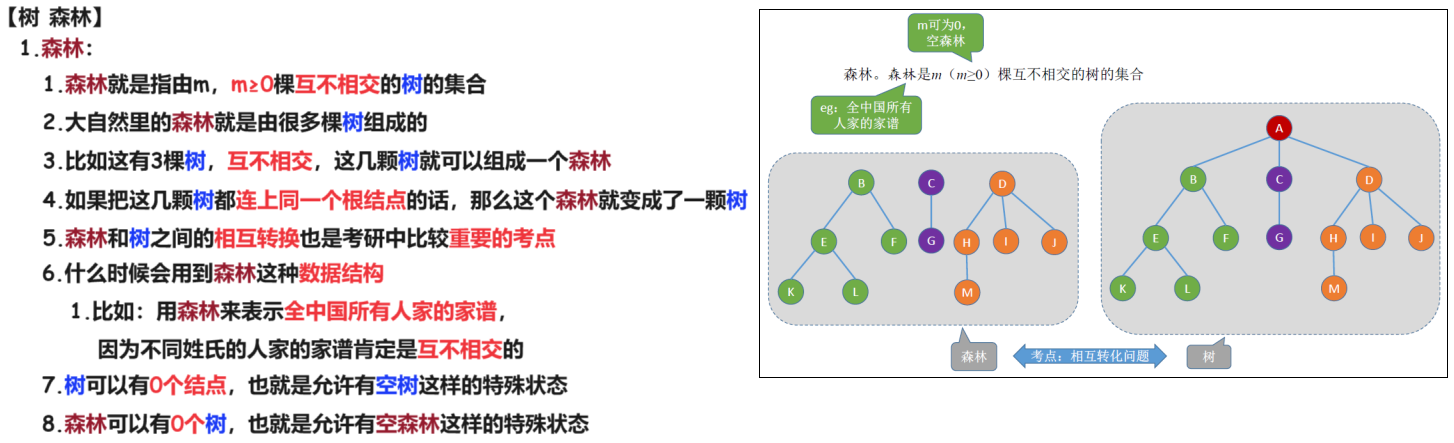 【树 森林】
1.森林：
1.森林就是指由m，m≥0棵互不相交的树的集合
2.大自然里的森林就是由很多棵树组成的
3.比如这有3棵树，互不相交，这几颗树就可以组成一个森林
4.如果把这几颗树都连上同一个根结点的话，那么这个森林就变成了一颗树
5.森林和树之间的相互转换也是考研中比较重要的考点
6.什么时候会用到森林这种数据结构
1.比如：用森林来表示全中国所有人家的家谱，
因为不同姓氏的人家的家谱肯定是互不相交的
7.树可以有0个结点，也就是允许有空树这样的特殊状态
8.森林可以有0个树，也就是允许有空森林这样的特殊状态
m可为0，
空森林
森林。森林是m（m≥0）棵互不相交的树的集合
eg：全中国所有
人家的家谱
B C D
E F G H I J
K L M
A
B C D
E F G H I J
K L M
森林
考点：相互转化问题
树